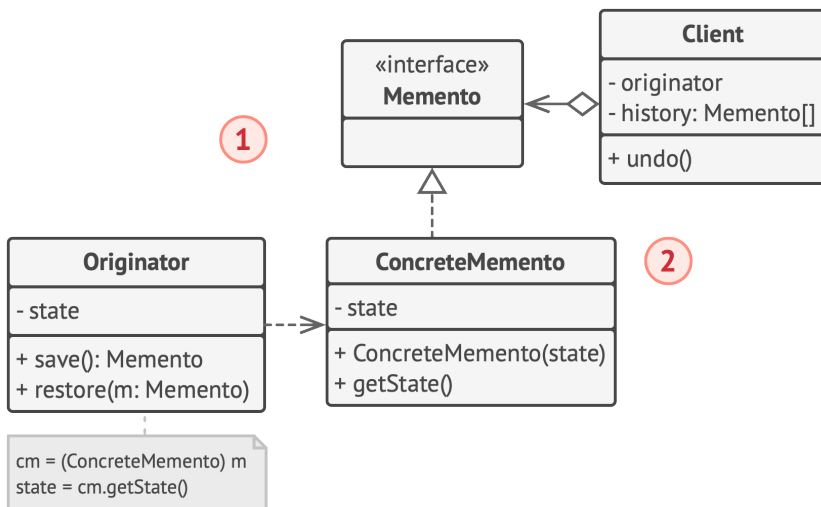 «interface»
Memento
Client
- originator
- history: Memento[]
+ undo()
1
Originator
- state
+ save(): Memento
+ restore(m: Memento)
ConcreteMemento
- state
+ ConcreteMemento(state)
+ getState()
2
cm = (ConcreteMemento) m
state = cm.getState()